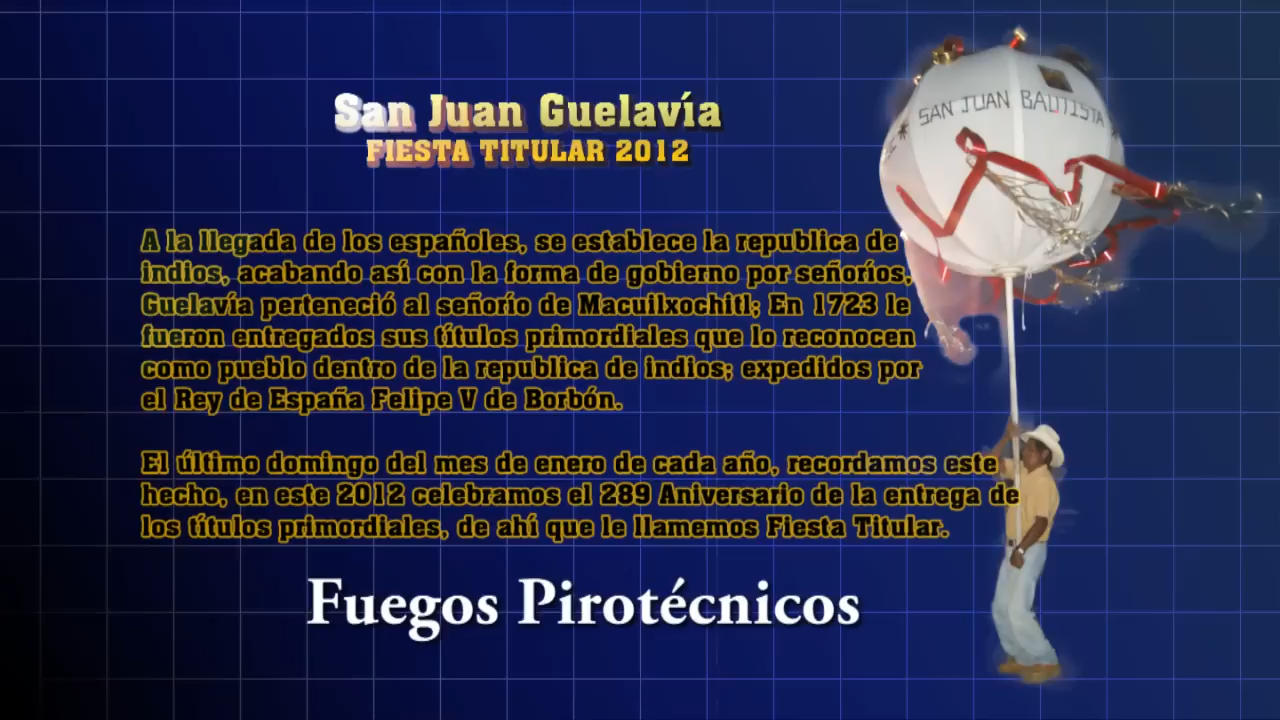 San Juan Guelavía
FIESTA TITULAR 2012
SAN JUAN BAUTISTA
A la llegada de los españoles, se establece la republica de
indios, acabando así con la forma de gobierno por señoríos,
Guelavía perteneció al señorío de Macuilxochitl; En 1723 le
fueron entregados sus títulos primordiales que lo reconocen
como pueblo dentro de la republica de indios; expedidos por
el Rey de España Felipe V de Borbón.
El último domingo del mes de enero de cada año, recordamos este
hecho, en este 2012 celebramos el 289 Aniversario de la entrega de
los títulos primordiales, de ahí que le llamemos Fiesta Titular.
Fuegos Pirotécnicos